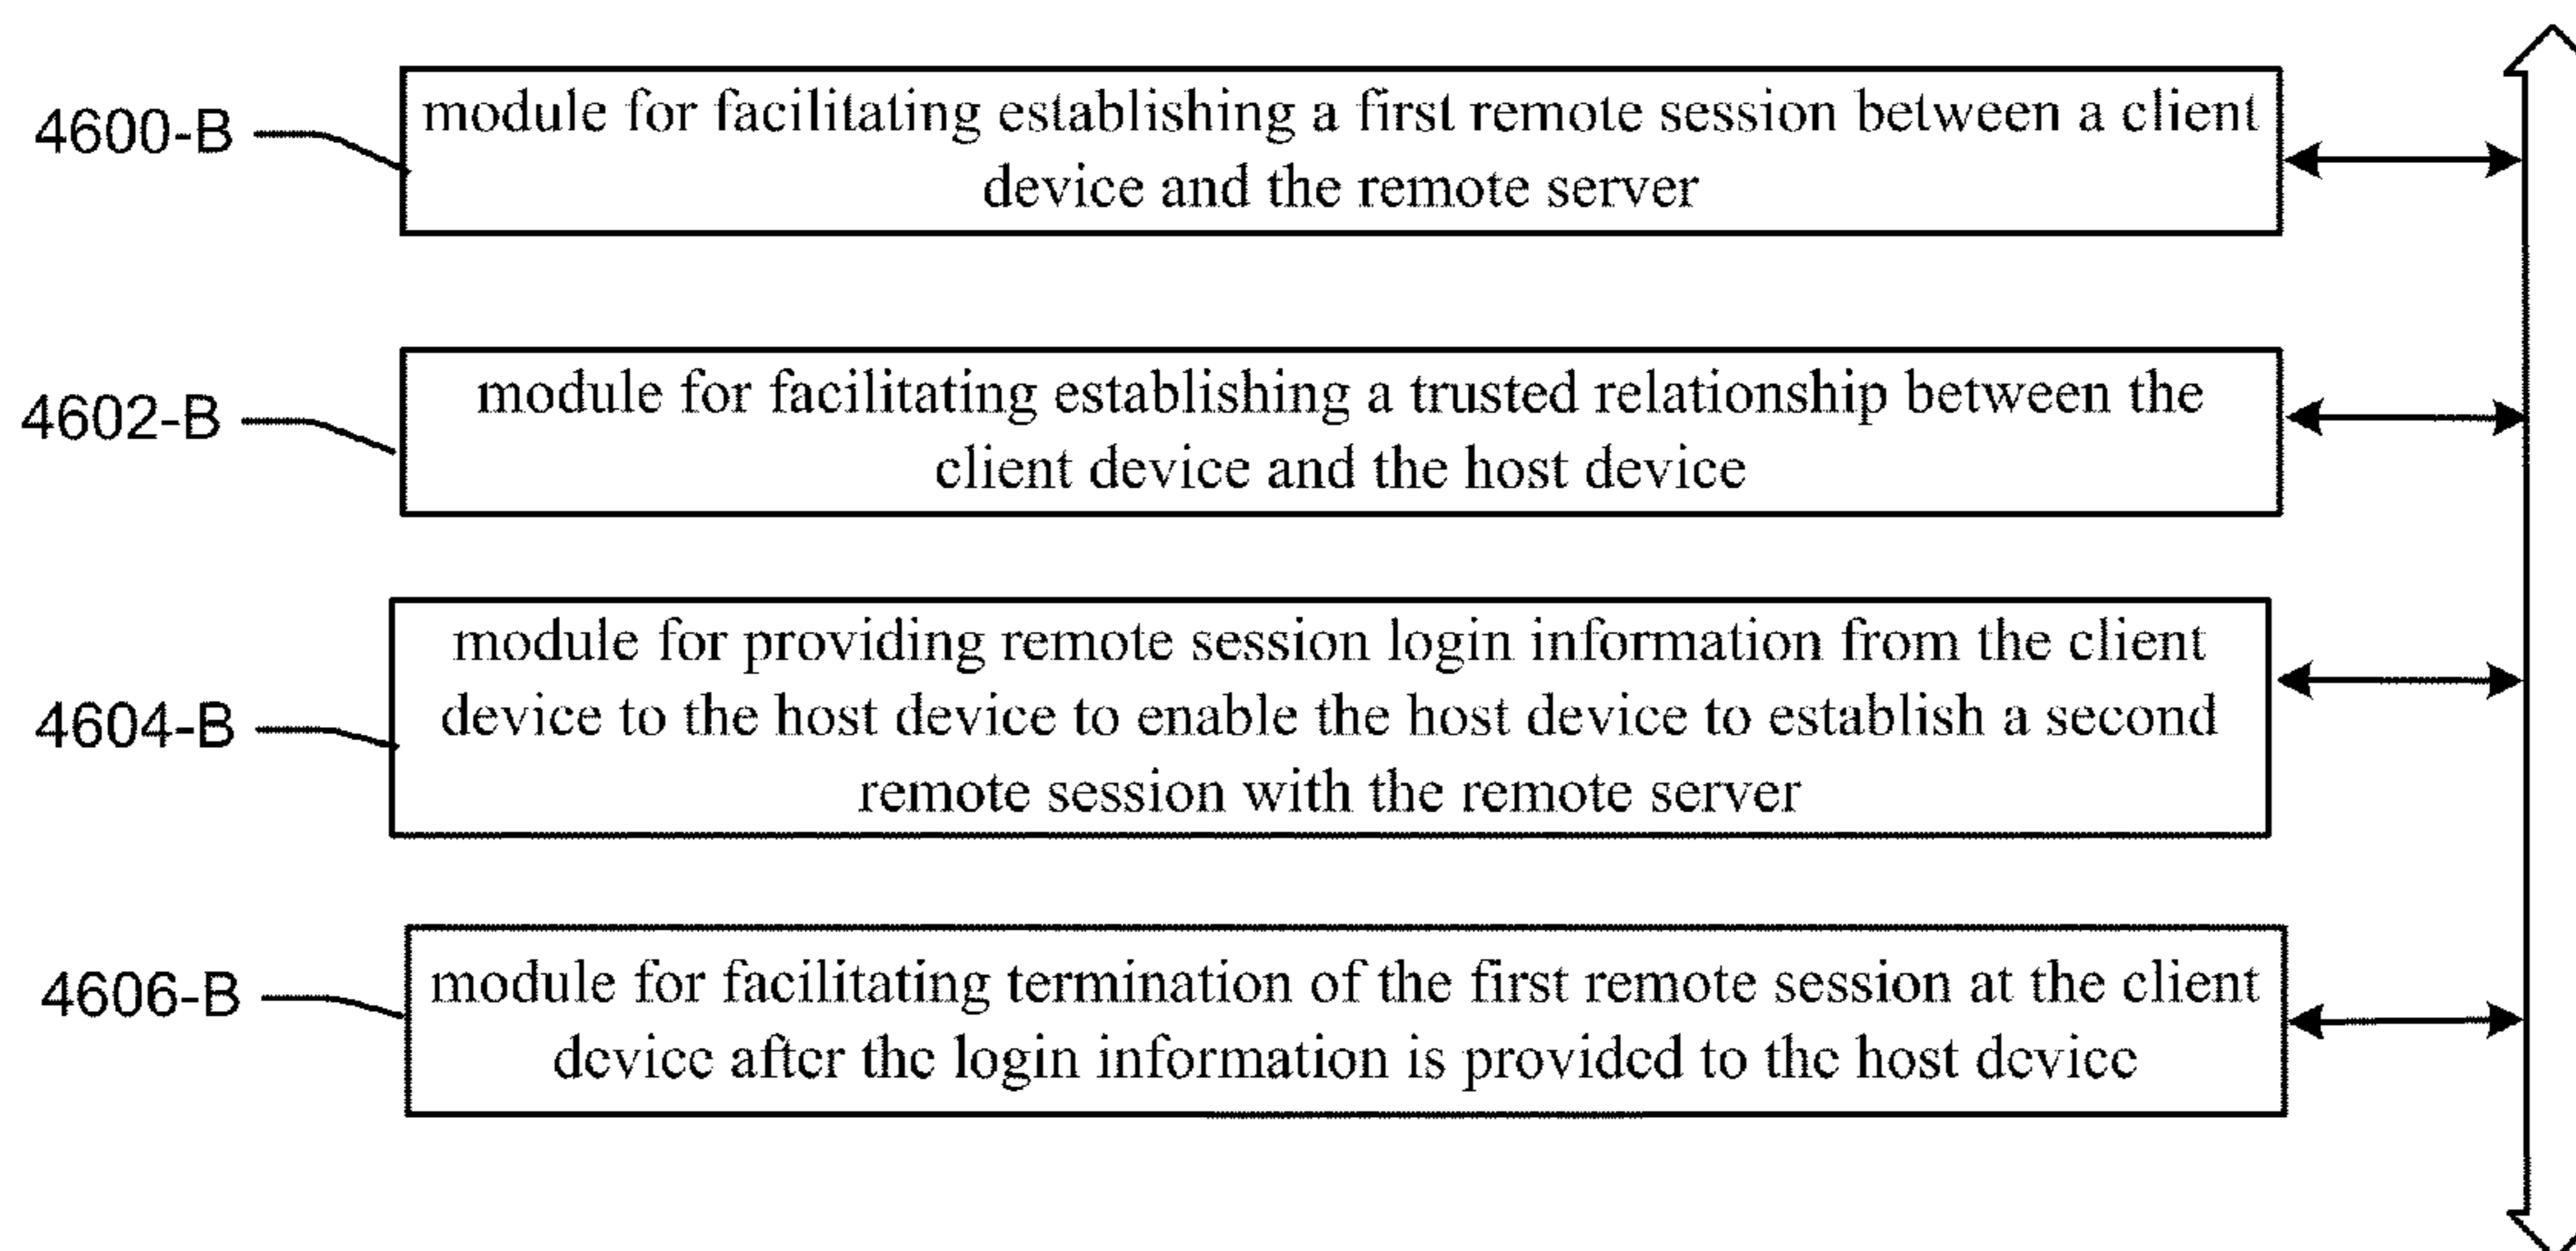 4600-B
module for facilitating establishing a first remote session between a client
device and the remote server
4602-B
module for facilitating establishing a trusted relationship between the
client device and the host device
4604-B
module for providing remote session login information from the client
device to the host device to enable the host device to establish a second
remote session with the remote server
4606-B
module for facilitating termination of the first remote session at the client
device after the login information is provided to the host device